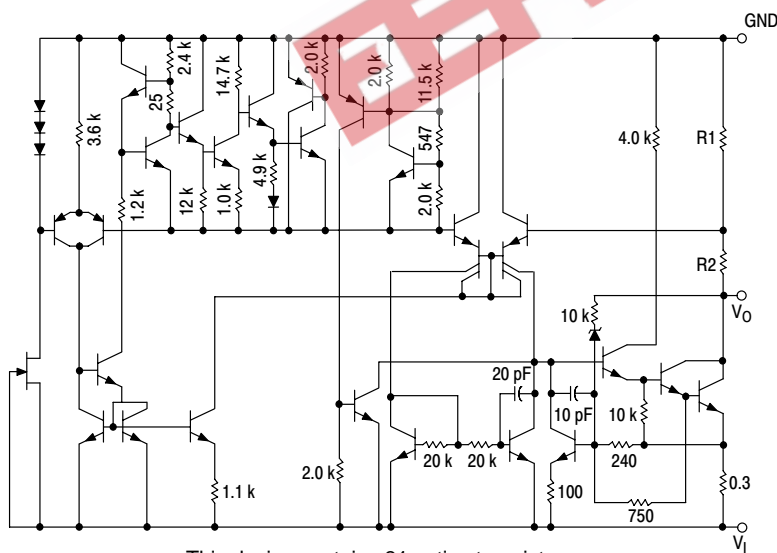 GND
2.4 k
25
14.7 k
2.0 k
2.0 k
11.5 k
547
2.0 k
4.0 k
R1
R2
3.6 k
1.2 k
12 k
1.0 k
4.9 k
VO
10 k
20 pF
10 pF
10 k
20 k
20 k
240
2.0 k
1.1 k
100
750
0.3
VI